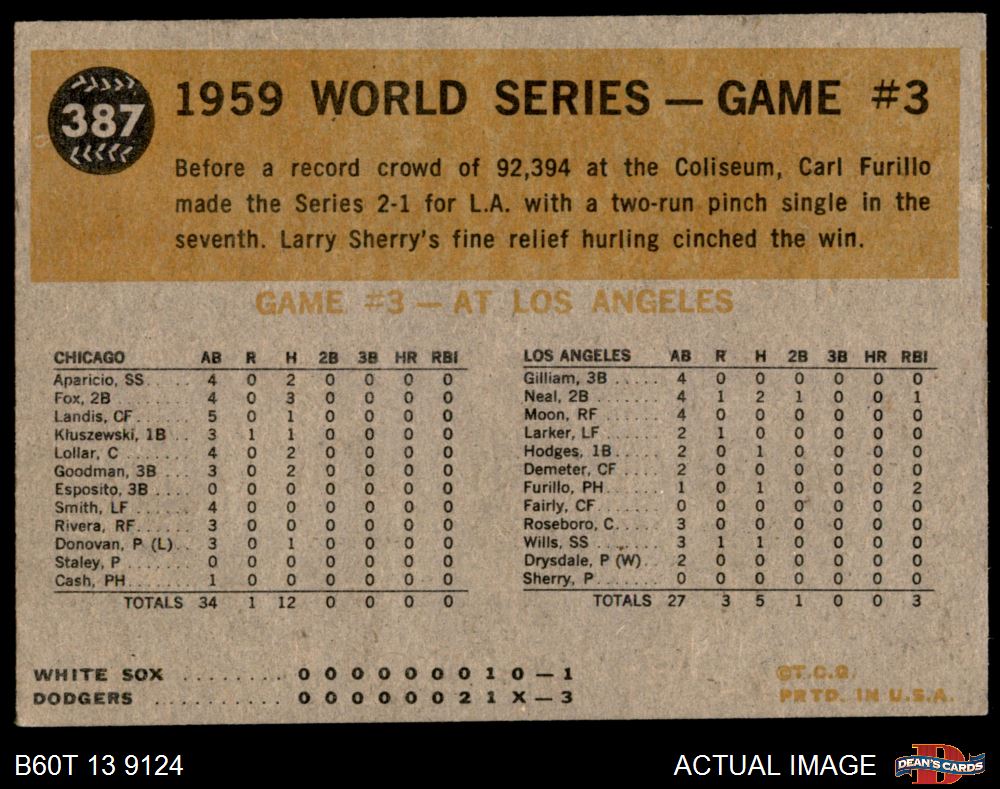 387
1959 WORLD SERIES — GAME #3
Before a record crowd of 92,394 at the Coliseum, Carl Furillo
made the Series 2-1 for L.A. with a two-run pinch single in the
seventh. Larry Sherry's fine relief hurling cinched the win.
GAME #3 — AT LOS ANGELES
CHICAGO AB R H 2B 3B HR RBI
Aparicio, SS..... 4 0 2 0 0 0 0
Fox, 2B ........ 4 0 3 0 0 0 0
Landis, CF...... 5 0 1 0 0 0 0
Kluszewski, 1B .. 3 1 1 0 0 0 0
Lollar, C ....... 4 0 2 0 0 0 0
Goodman, 3B .... 3 0 2 0 0 0 0
Esposito, 3B .... 0 0 0 0 0 0 0
Smith, LF....... 4 0 0 0 0 0 0
Rivera, RF...... 3 0 0 0 0 0 0
Donovan, P (L).. 3 0 1 0 0 0 0
Staley, P ....... 0 0 0 0 0 0 0
Cash, PH....... 1 0 0 0 0 0 0
TOTALS 34 1 12 0 0 0 0
LOS ANGELES AB R H 2B 3B HR RBI
Gilliam, 3B ...... 4 0 0 0 0 0 0
Neal, 2B ........ 4 1 2 1 0 0 1
Moon, RF ....... 4 0 0 0 0 0 0
Larker, LF ...... 2 1 0 0 0 0 0
Hodges, 1B ..... 2 0 1 0 0 0 0
Demeter, CF .... 2 0 0 0 0 0 0
Furillo, PH...... 1 0 1 0 0 0 2
Fairly, CF....... 0 0 0 0 0 0 0
Roseboro, C..... 3 0 0 0 0 0 0
Wills, SS ....... 3 1 1 0 0 0 0
Drysdale, P (W).. 2 0 0 0 0 0 0
Sherry, P....... 0 0 0 0 0 0 0
TOTALS 27 3 5 1 0 0 3
WHITE SOX ........ 0 0 0 0 0 0 0 1 0 — 1
DODGERS .......... 0 0 0 0 0 0 2 1 X — 3
©T.C.G.
PRTD. IN U.S.A.
B60T 13 9124
ACTUAL IMAGE
D
DEAN'S CARDS